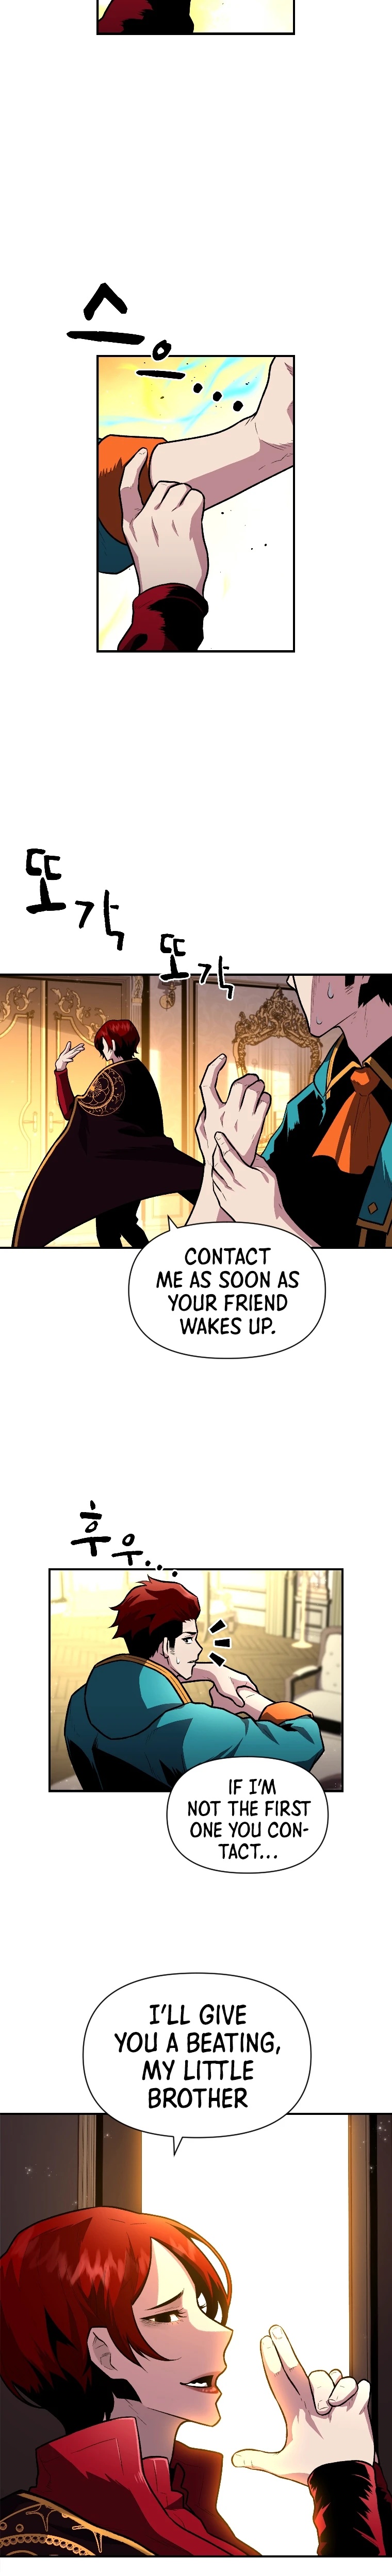 스으...
또각
또각
CONTACT
ME AS SOON AS
YOUR FRIEND
WAKES UP.
후우...
IF I'M
NOT THE FIRST
ONE YOU CON-
TACT...
I'LL GIVE
YOU A BEATING,
MY LITTLE
BROTHER